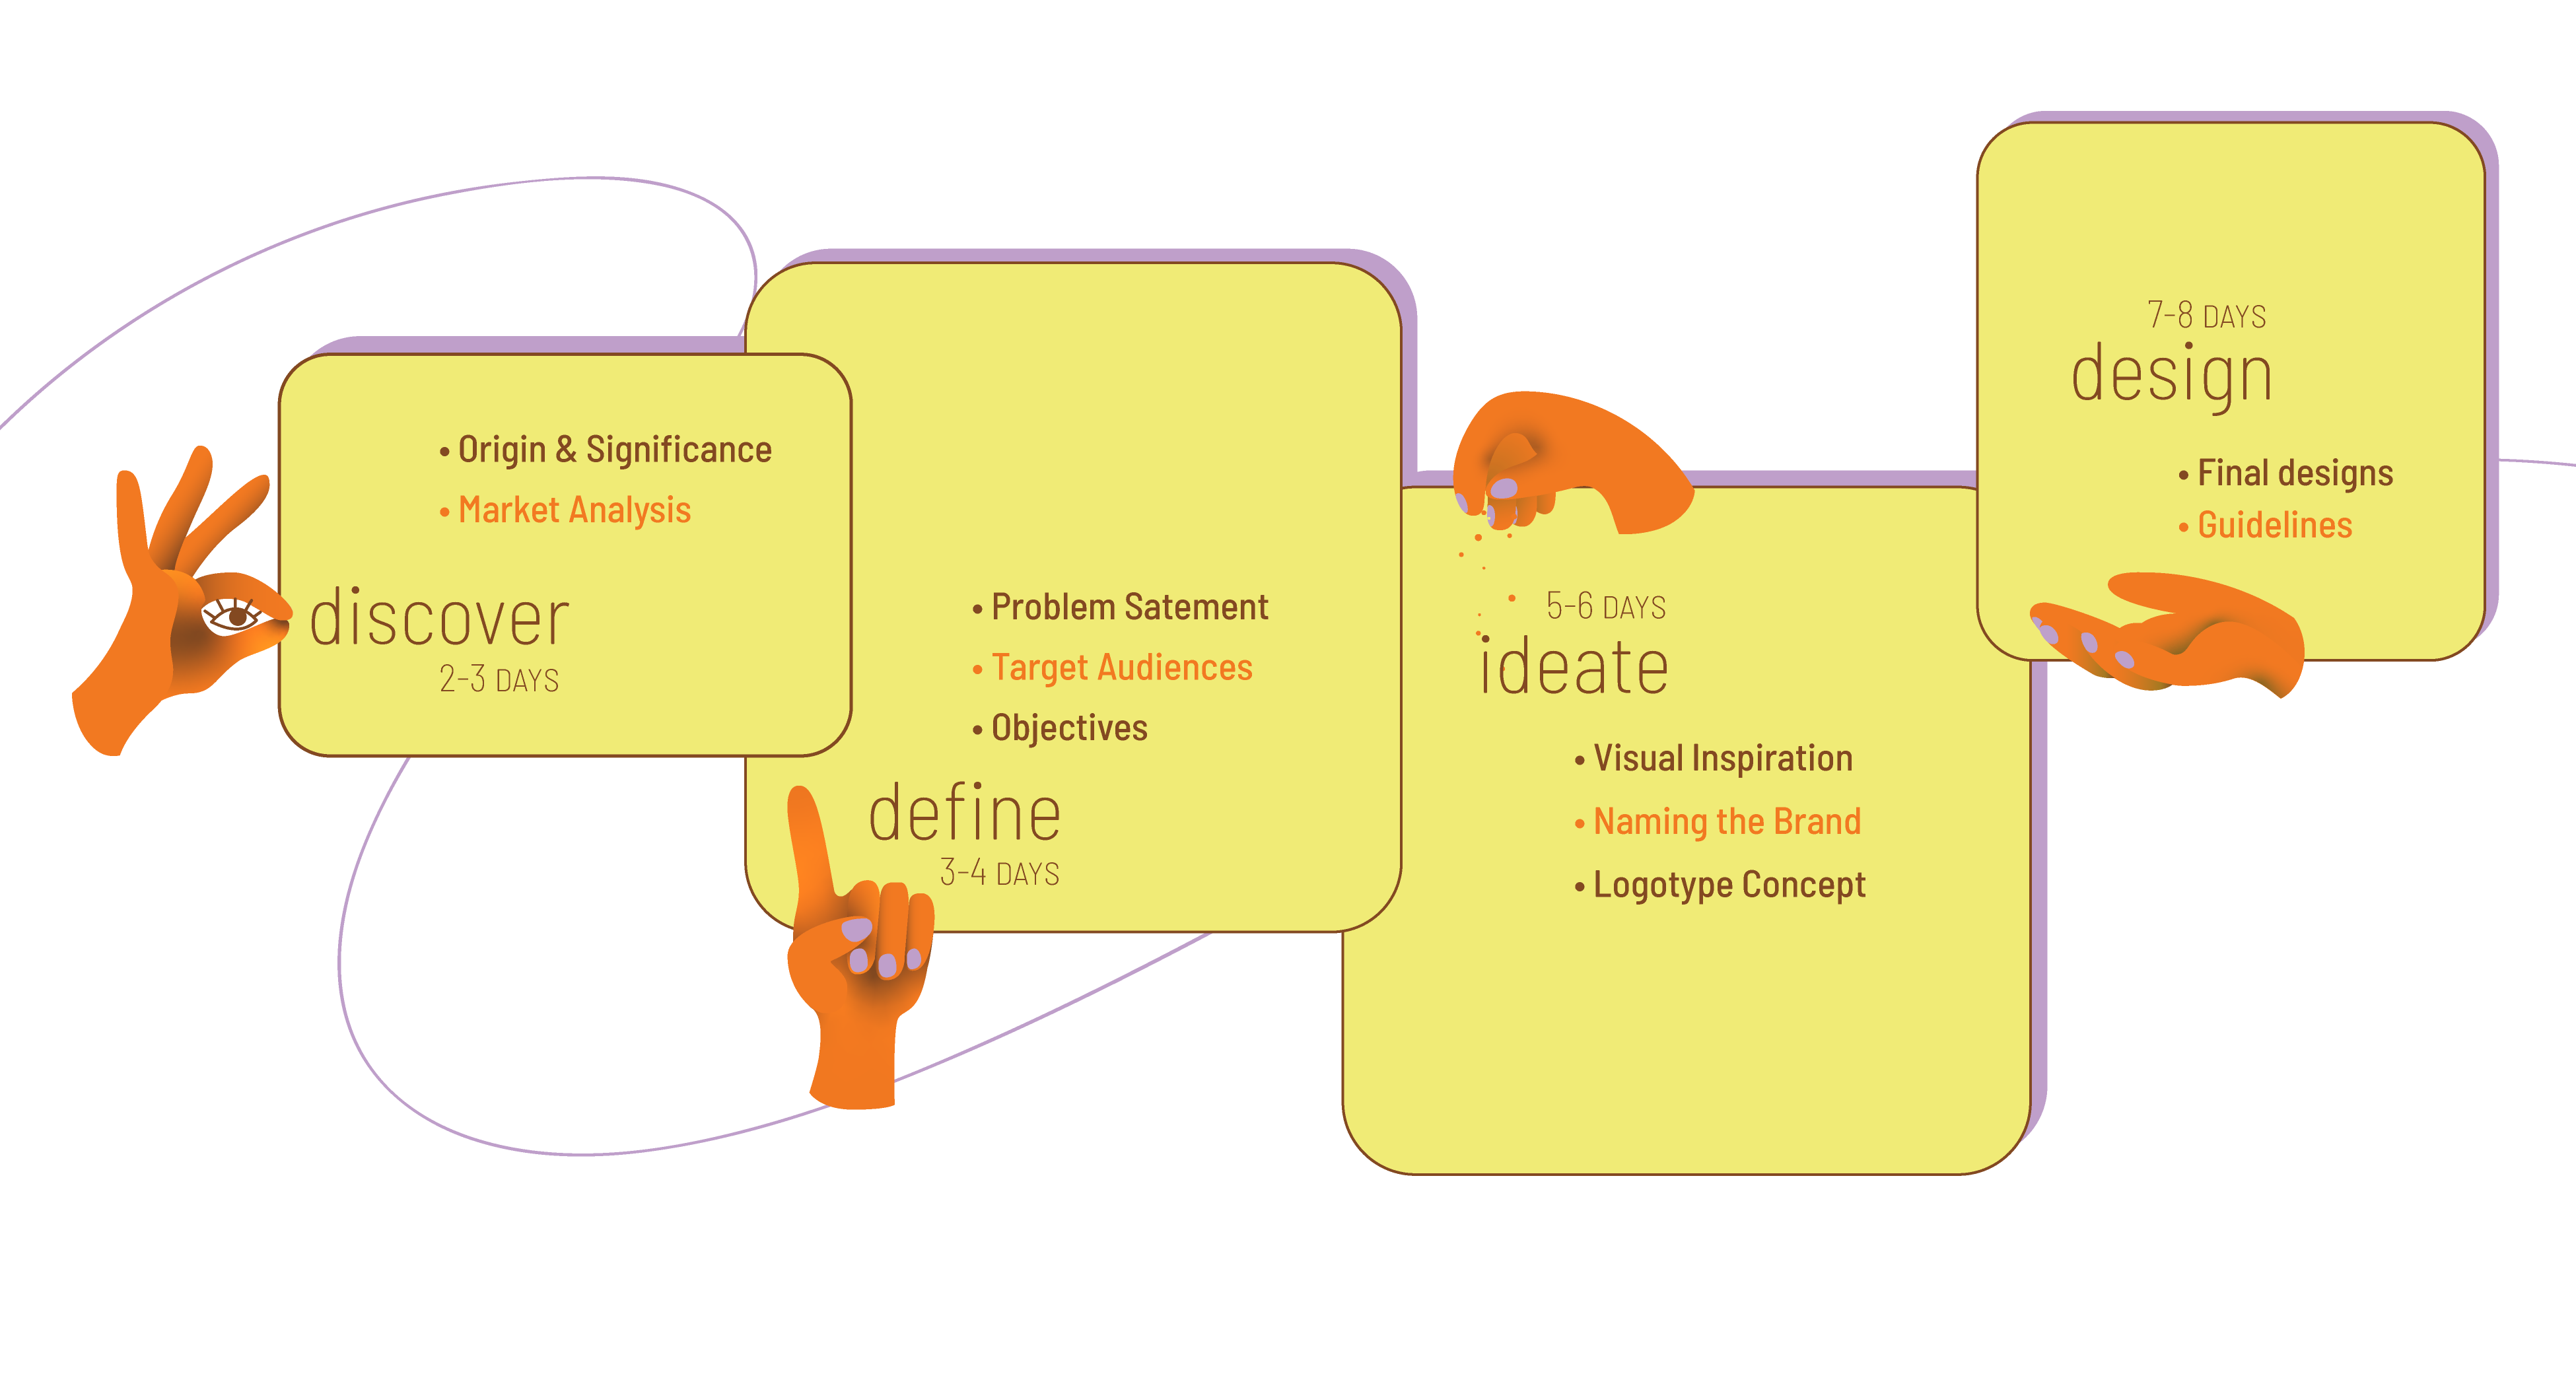 • Origin & Significance
• Market Analysis
discover
2-3 DAYS
• Problem Satement
• Target Audiences
• Objectives
define
3-4 DAYS
5-6 DAYS
ideate
• Visual Inspiration
• Naming the Brand
• Logotype Concept
7-8 DAYS
design
• Final designs
• Guidelines